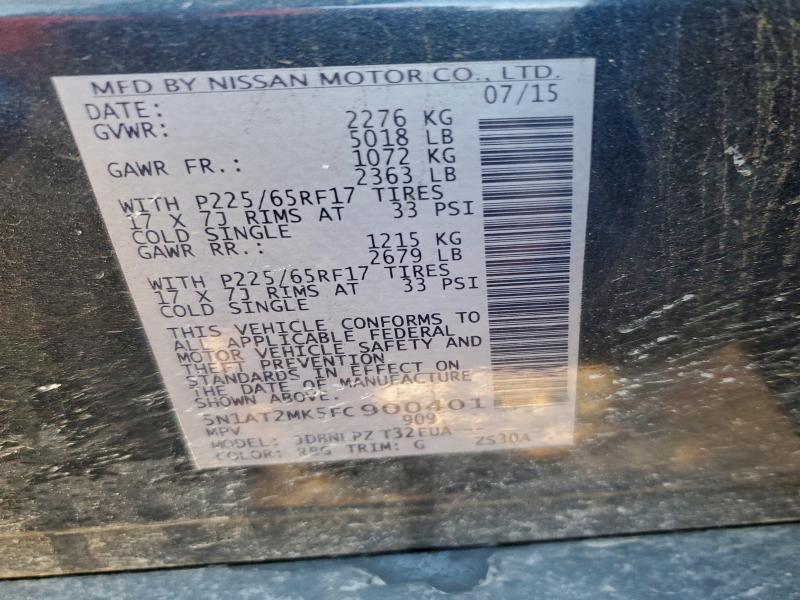 MFD BY NISSAN MOTOR CO., LTD.
DATE: 07/15
GVWR: 2276 KG
5018 LB
GAWR FR.: 1072 KG
2363 LB
WITH P225/65RF17 TIRES
17 X 7J RIMS AT 33 PSI
COLD SINGLE
GAWR RR.: 1215 KG
2679 LB
WITH P225/65RF17 TIRES
17 X 7J RIMS AT 33 PSI
COLD SINGLE
THIS VEHICLE CONFORMS TO
ALL APPLICABLE FEDERAL
MOTOR VEHICLE SAFETY AND
THEFT PREVENTION
STANDARDS IN EFFECT ON
THE DATE OF MANUFACTURE
SHOWN ABOVE.
5N1AT2MK5FC900401
MPV 909
MODEL: T32EUA--- ZS30A
COLOR: TRIM: G